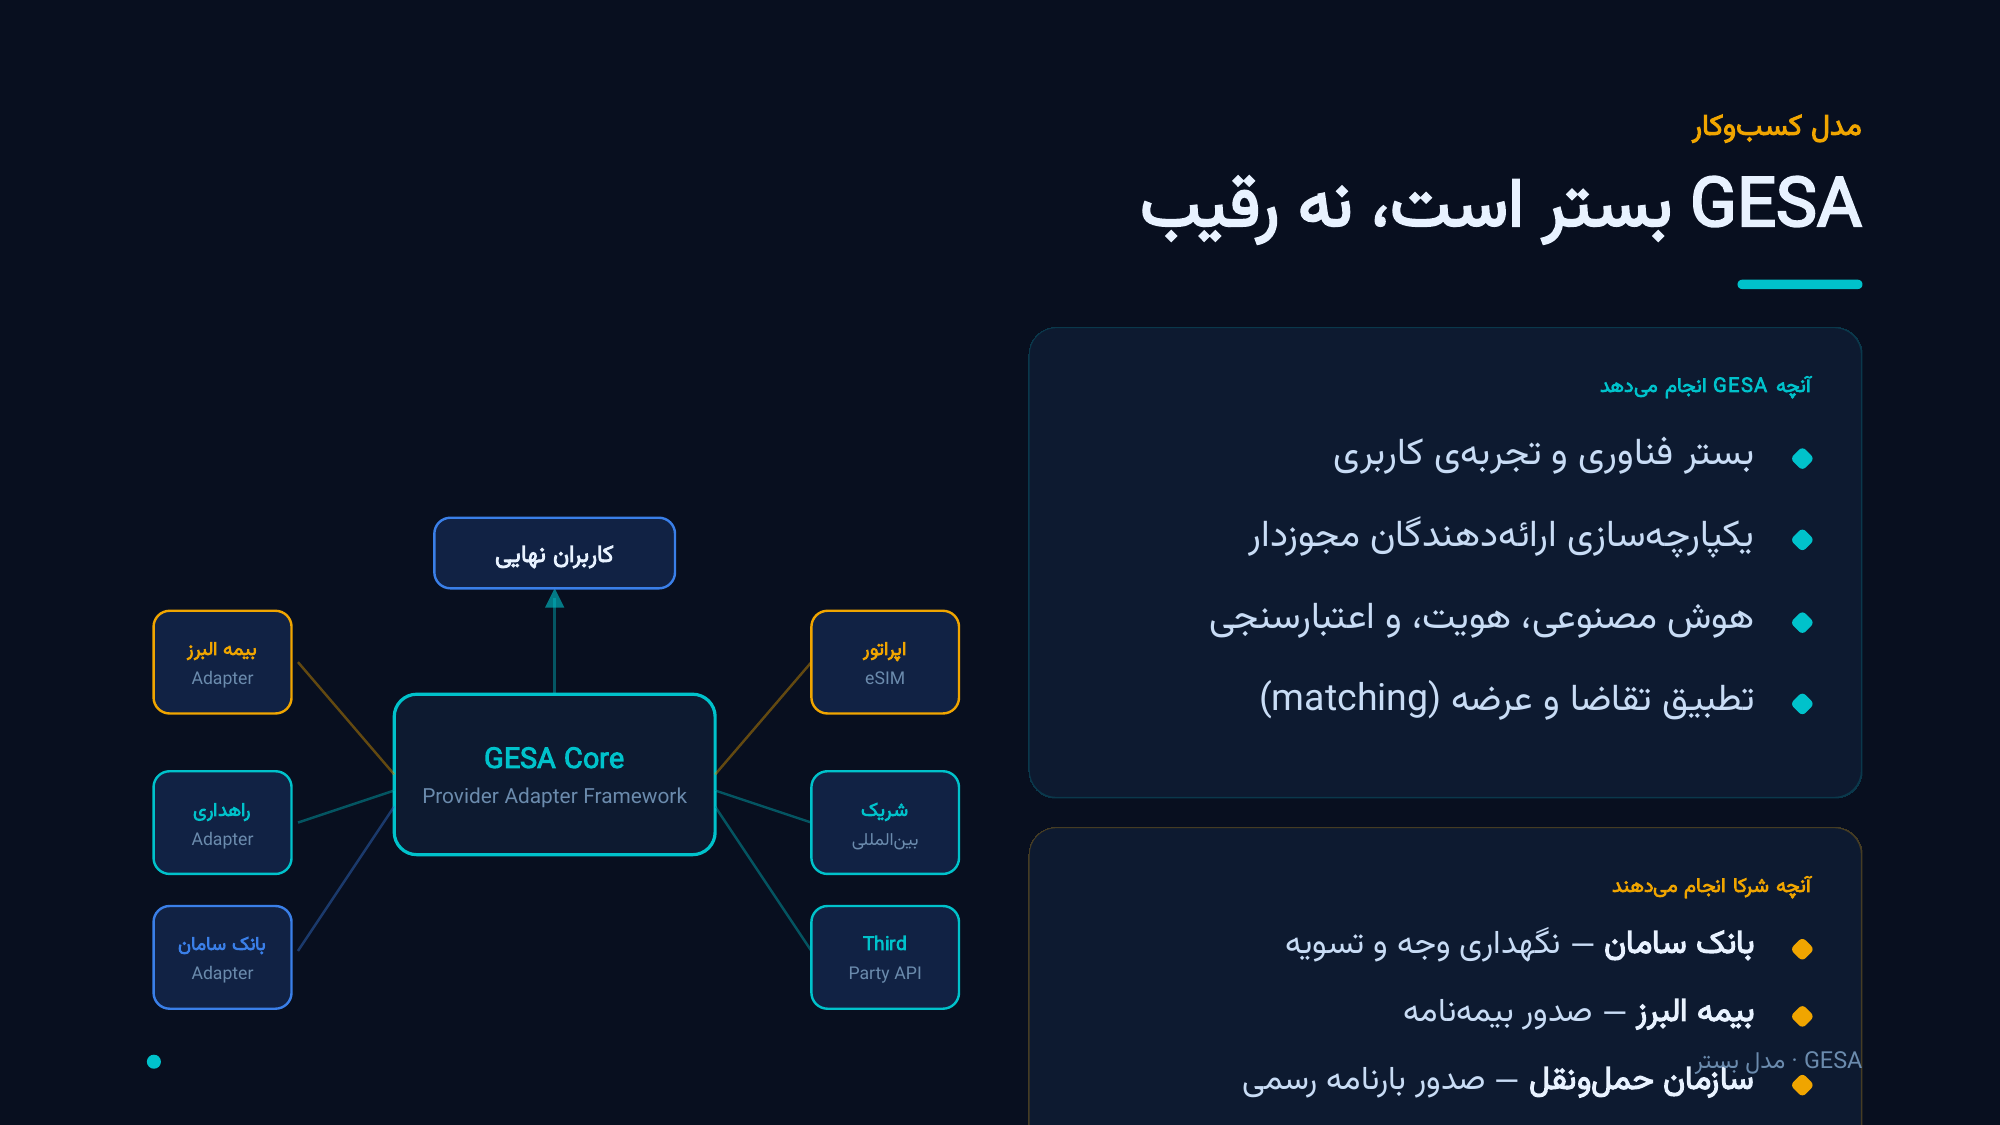 مدل کسب‌وکار
GESA بستر است، نه رقیب
آنچه GESA انجام می‌دهد
بستر فناوری و تجربه‌ی کاربری
یکپارچه‌سازی ارائه‌دهندگان مجوزدار
هوش مصنوعی، هویت، و اعتبارسنجی
تطبیق تقاضا و عرضه (matching)
آنچه شرکا انجام می‌دهند
بانک سامان — نگهداری وجه و تسویه
بیمه البرز — صدور بیمه‌نامه
سازمان حمل‌ونقل — صدور بارنامه رسمی
کاربران نهایی
اپراتور
eSIM
بیمه البرز
Adapter
GESA Core
Provider Adapter Framework
شریک
بین‌المللی
راهداری
Adapter
Third
Party API
بانک سامان
Adapter
GESA · مدل بستر